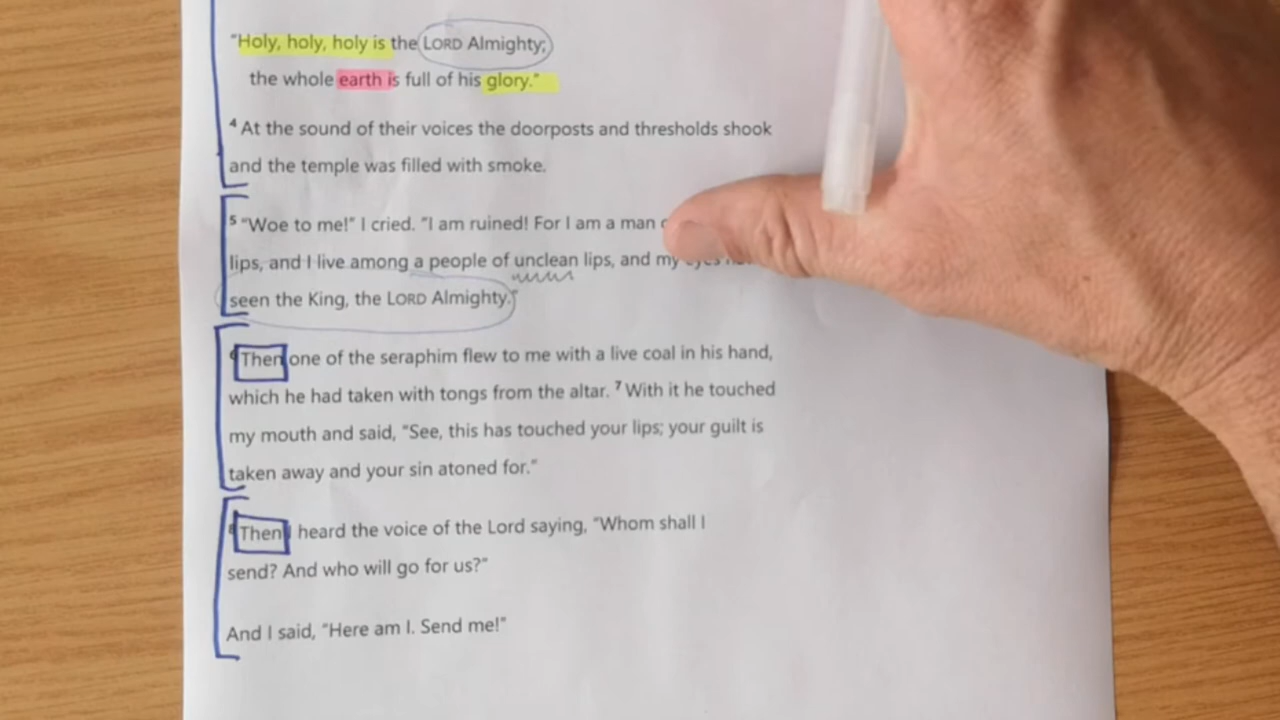 “Holy, holy, holy is the LORD Almighty;
the whole earth is full of his glory.”
4 At the sound of their voices the doorposts and thresholds shook
and the temple was filled with smoke.
5 “Woe to me!” I cried. “I am ruined! For I am a man
lips, and I live among a people of unclean lips, and my eyes
seen the King, the LORD Almighty.”
6 Then one of the seraphim flew to me with a live coal in his hand,
which he had taken with tongs from the altar. 7 With it he touched
my mouth and said, “See, this has touched your lips; your guilt is
taken away and your sin atoned for.”
8 Then I heard the voice of the Lord saying, “Whom shall I
send? And who will go for us?”
And I said, “Here am I. Send me!”